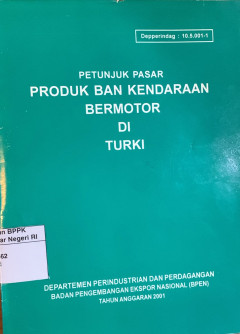 Depperindag : 10.5.001-1
PETUNJUK PASAR
PRODUK BAN KENDARAAN
BERMOTOR
DI
TURKI
an BPPK
ar Negeri RI
62
DEPARTEMEN PERINDUSTRIAN DAN PERDAGANGAN
BADAN PENGEMBANGAN EKSPOR NASIONAL (BPEN)
TAHUN ANGGARAN 2001